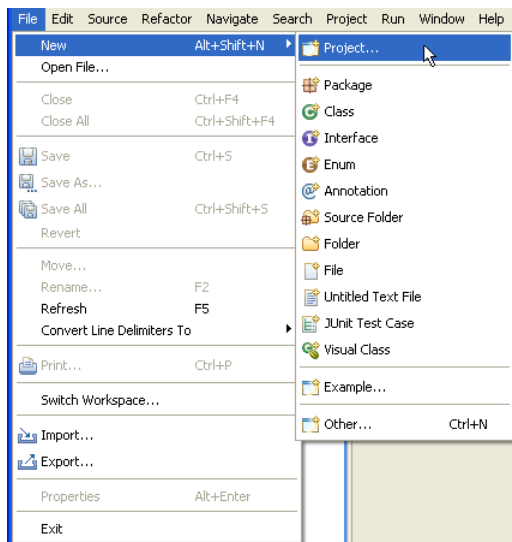 File Edit Source Refactor Navigate Search Project Run Window Help
New Alt+Shift+N
Open File...
Close Ctrl+F4
Close All Ctrl+Shift+F4
Save Ctrl+S
Save As...
Save All Ctrl+Shift+S
Revert
Move...
Rename... F2
Refresh F5
Convert Line Delimiters To
Print... Ctrl+P
Switch Workspace...
Import...
Export...
Properties Alt+Enter
Exit
Project...
Package
Class
Interface
Enum
Annotation
Source Folder
Folder
File
Untitled Text File
JUnit Test Case
Visual Class
Example...
Other... Ctrl+N